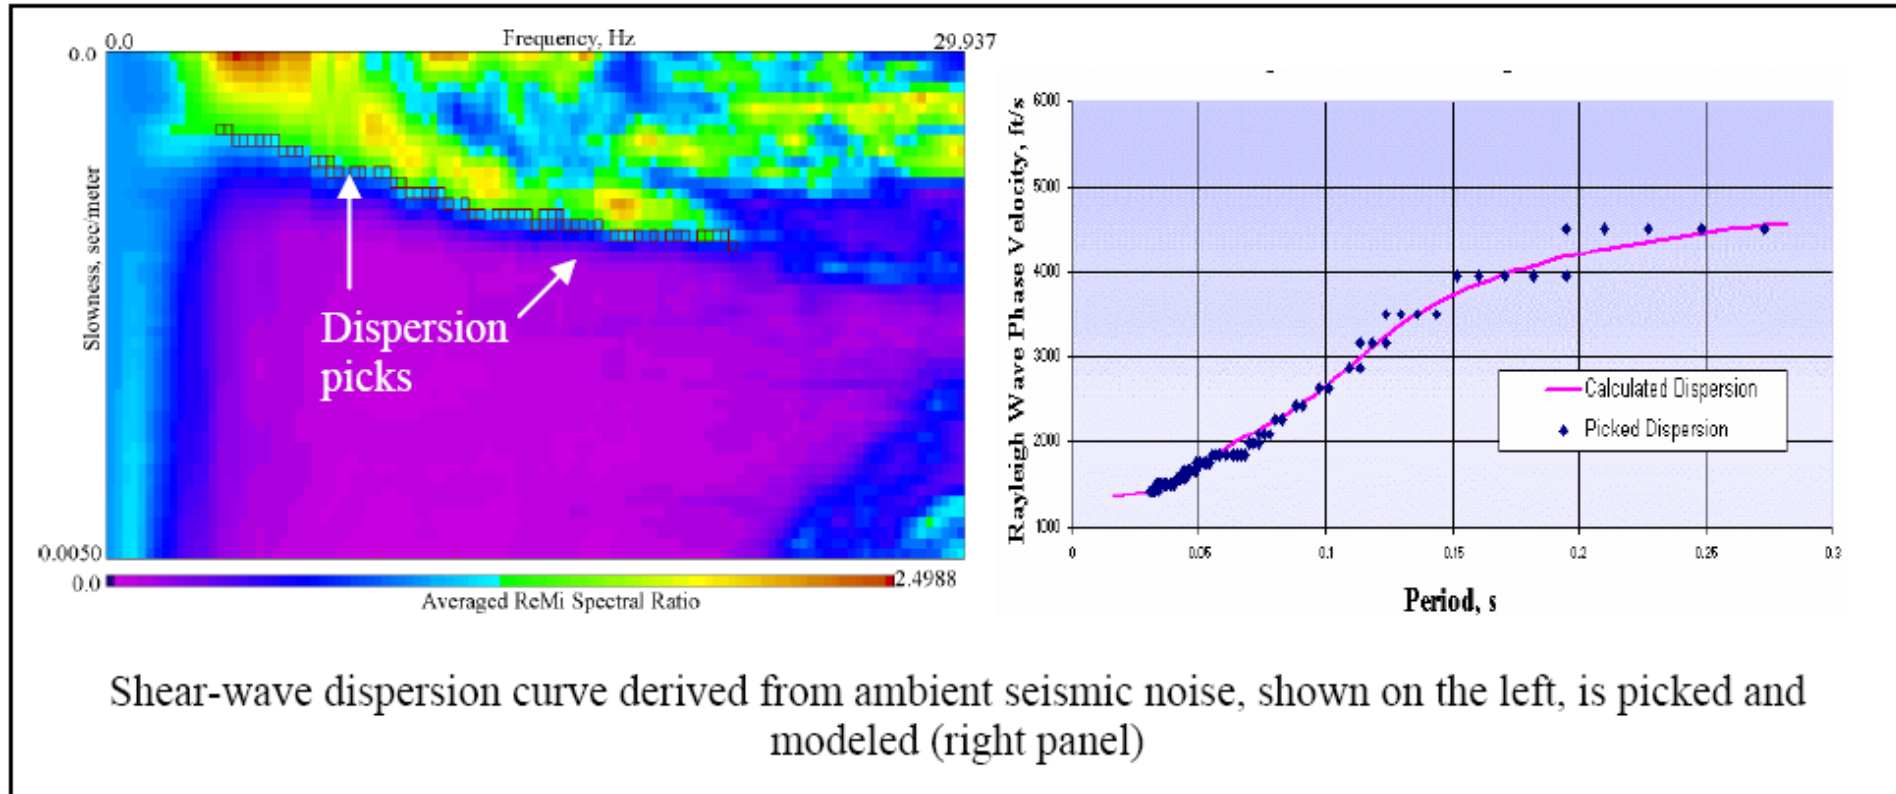 0.0 Frequency, Hz 29.937
0.0
Slowness, sec/meter
Dispersion
picks
0.0050
0.0 2.4988
Averaged ReMi Spectral Ratio
Rayleigh Wave Phase Velocity, ft/s
6000
5000
4000
3000
2000
1000
Calculated Dispersion
Picked Dispersion
0 0.05 0.1 0.15 0.2 0.25 0.3
Period, s
Shear-wave dispersion curve derived from ambient seismic noise, shown on the left, is picked and
modeled (right panel)